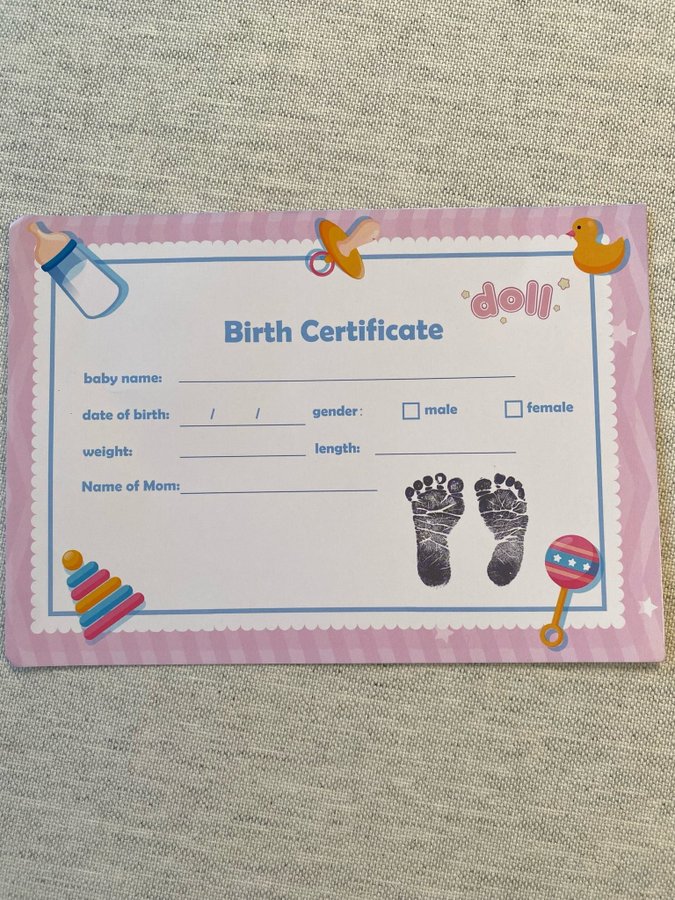 doll
Birth Certificate
baby name:
date of birth: / / gender: male female
weight: length:
Name of Mom: